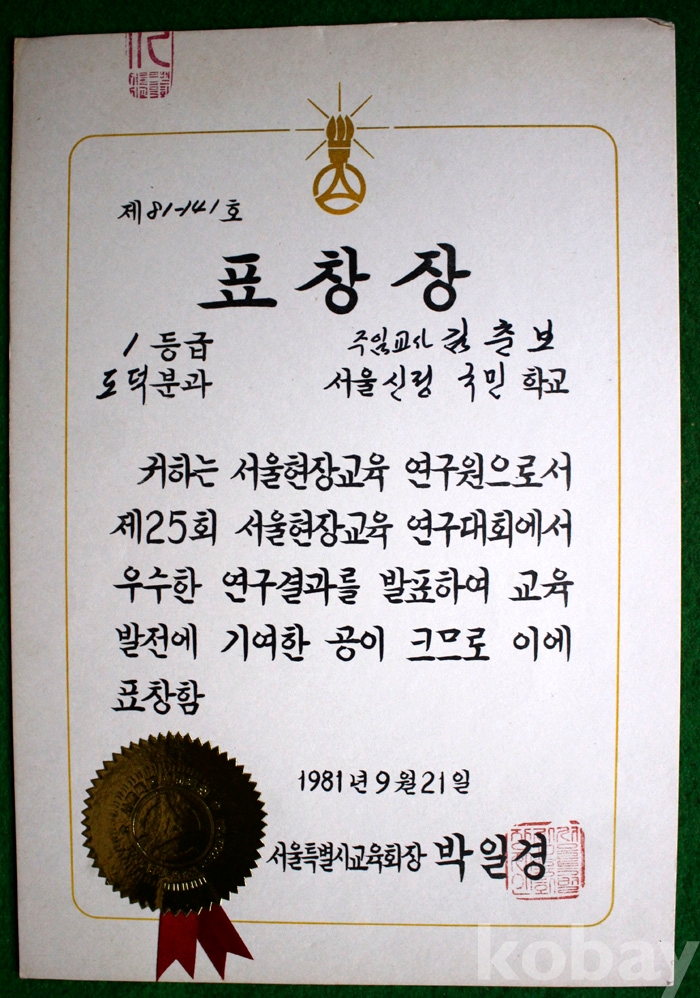 제 81-141 호
표창장
1 등급 주임교사 김춘보
도덕분과 서울신령 국민학교
귀하는 서울현장교육 연구원으로서
제25회 서울현장교육 연구대회에서
우수한 연구결과를 발표하여 교육
발전에 기여한 공이 크므로 이에
표창함
1981년 9월 21일
서울특별시교육회장 박일경
kobay